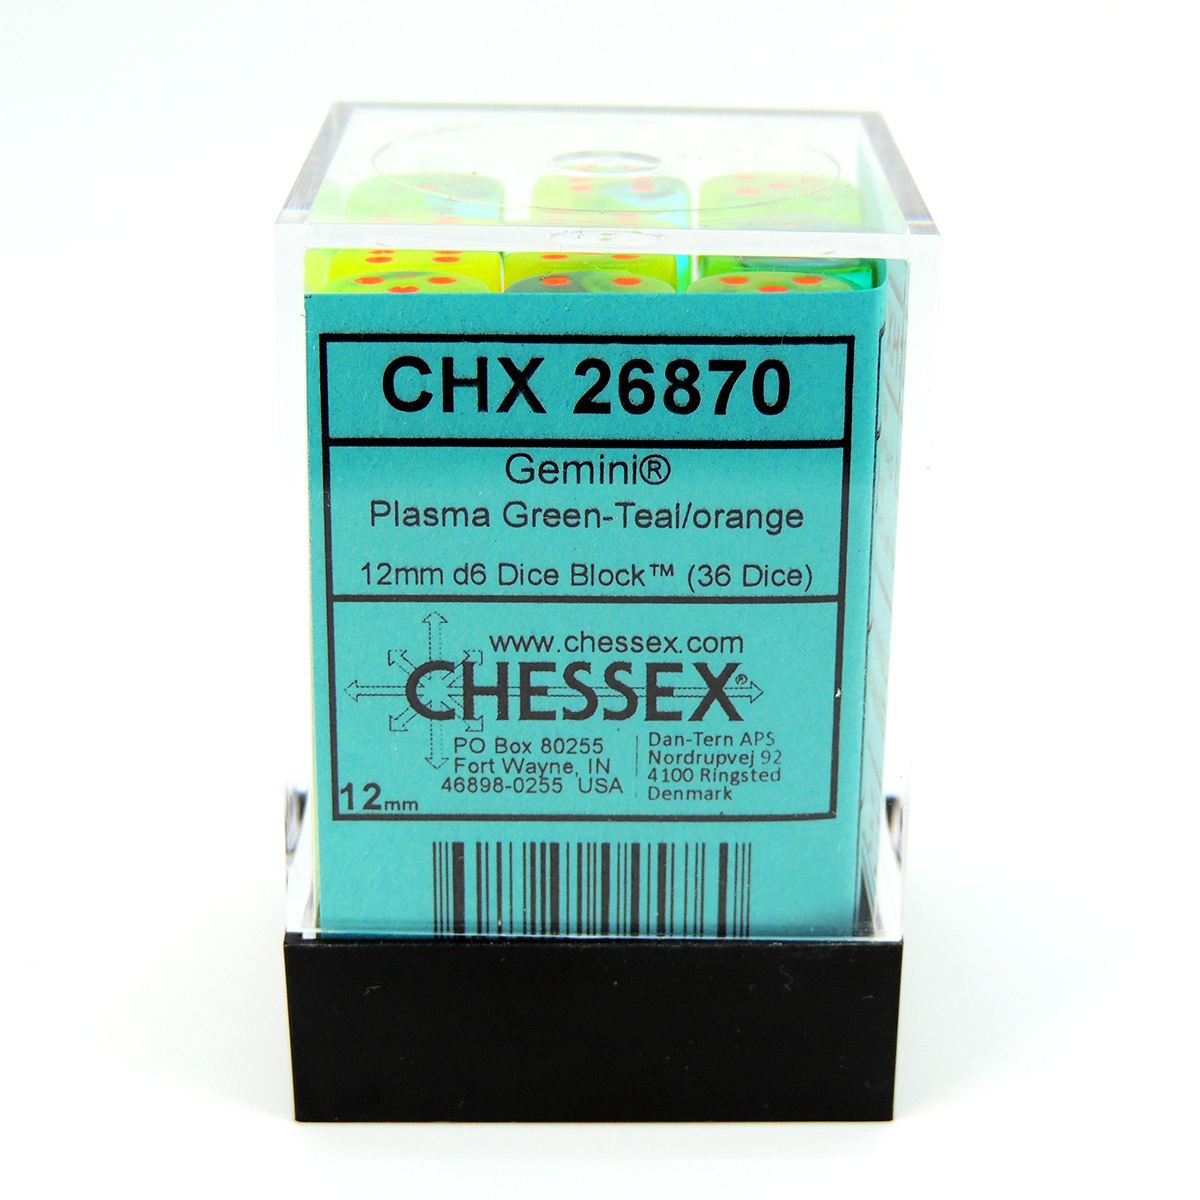 CHX 26870
Gemini®
Plasma Green-Teal/orange
12mm d6 Dice Block™ (36 Dice)
www.chessex.com
CHESSEX®
PO Box 80255
Fort Wayne, IN
46898-0255 USA
Dan-Tern APS
Nordrupvej 92
4100 Ringsted
Denmark
12mm